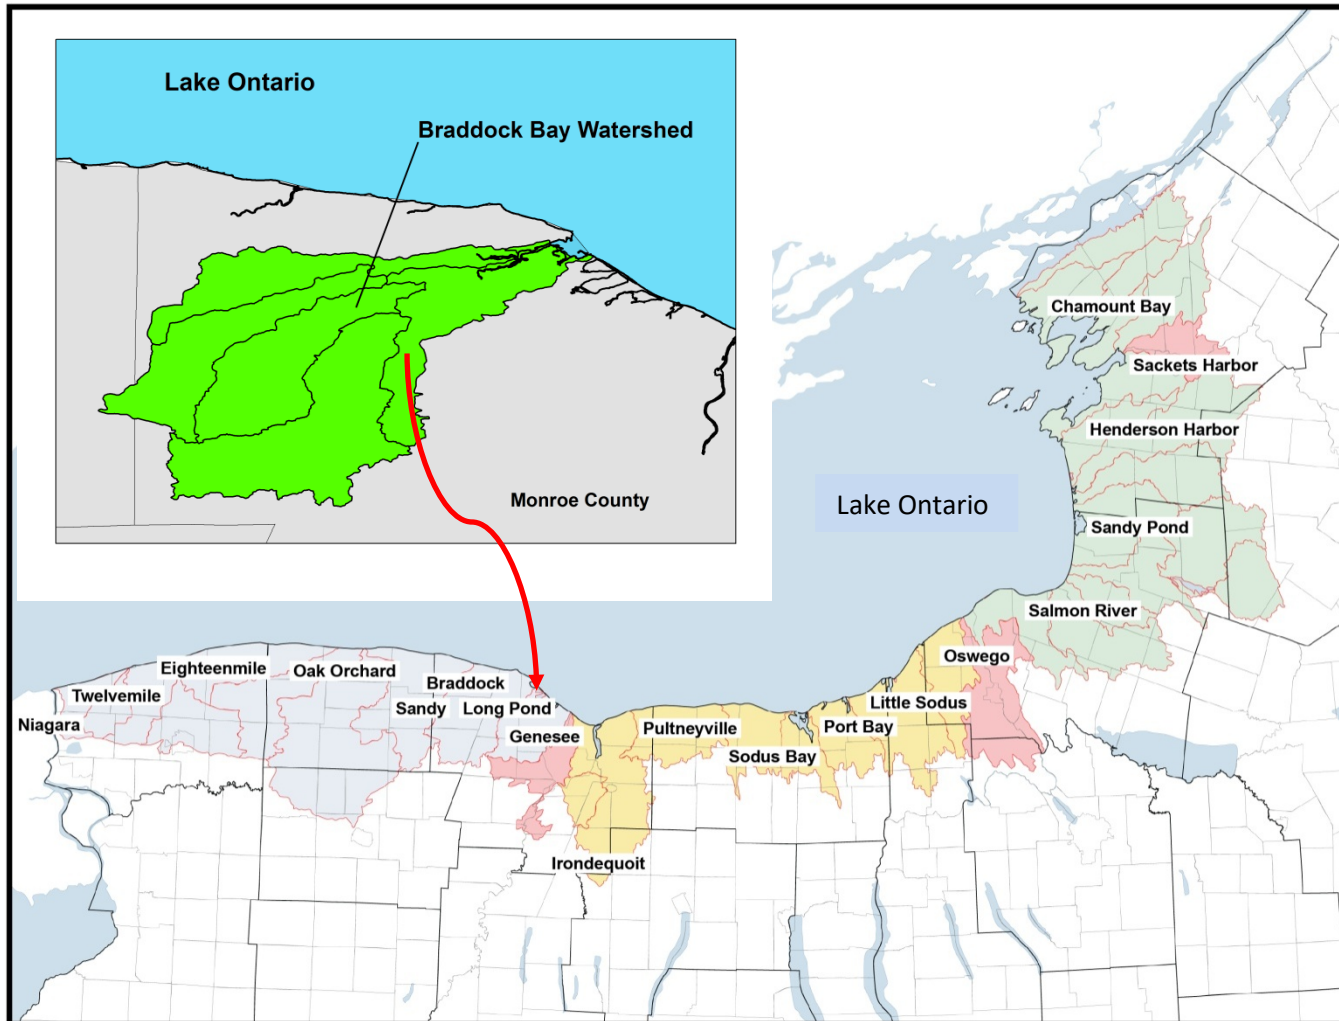 Lake Ontario
Braddock Bay Watershed
Monroe County
Lake Ontario
Chamount Bay
Sackets Harbor
Henderson Harbor
Sandy Pond
Salmon River
Oswego
Little Sodus
Port Bay
Sodus Bay
Pultneyville
Irondequoit
Genesee
Long Pond
Braddock
Sandy
Oak Orchard
Eighteenmile
Twelvemile
Niagara